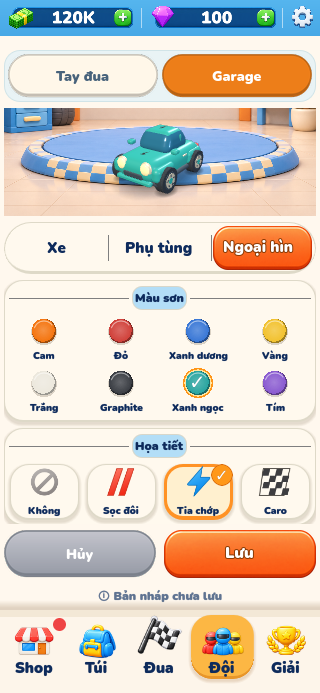 120K
100
Tay đua
Garage
Xe
Phụ tùng
Ngoại hìn
Màu sơn
Cam
Đỏ
Xanh dương
Vàng
Trắng
Graphite
Xanh ngọc
Tím
Họa tiết
Không
Sọc đôi
Tia chớp
Caro
Hủy
Lưu
Bản nháp chưa lưu
Shop
Túi
Đua
Đội
Giải